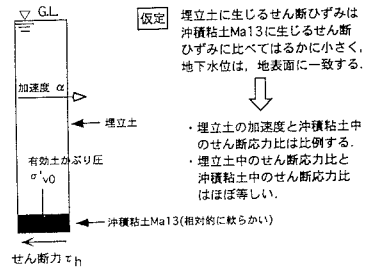 G.L.
加速度 α
埋立土
有効土かぶり圧
σ'v0
沖積粘土Ma13(相対的に軟らかい)
せん断力 τh
仮定
埋立土に生じるせん断ひずみは
沖積粘土Ma13に生じるせん断
ひずみに比べてはるかに小さく,
地下水位は,地表面に一致する.
・埋立土の加速度と沖積粘土中
のせん断応力比は比例する.
・埋立土中のせん断応力比と
沖積粘土中のせん断応力比
はほぼ等しい.